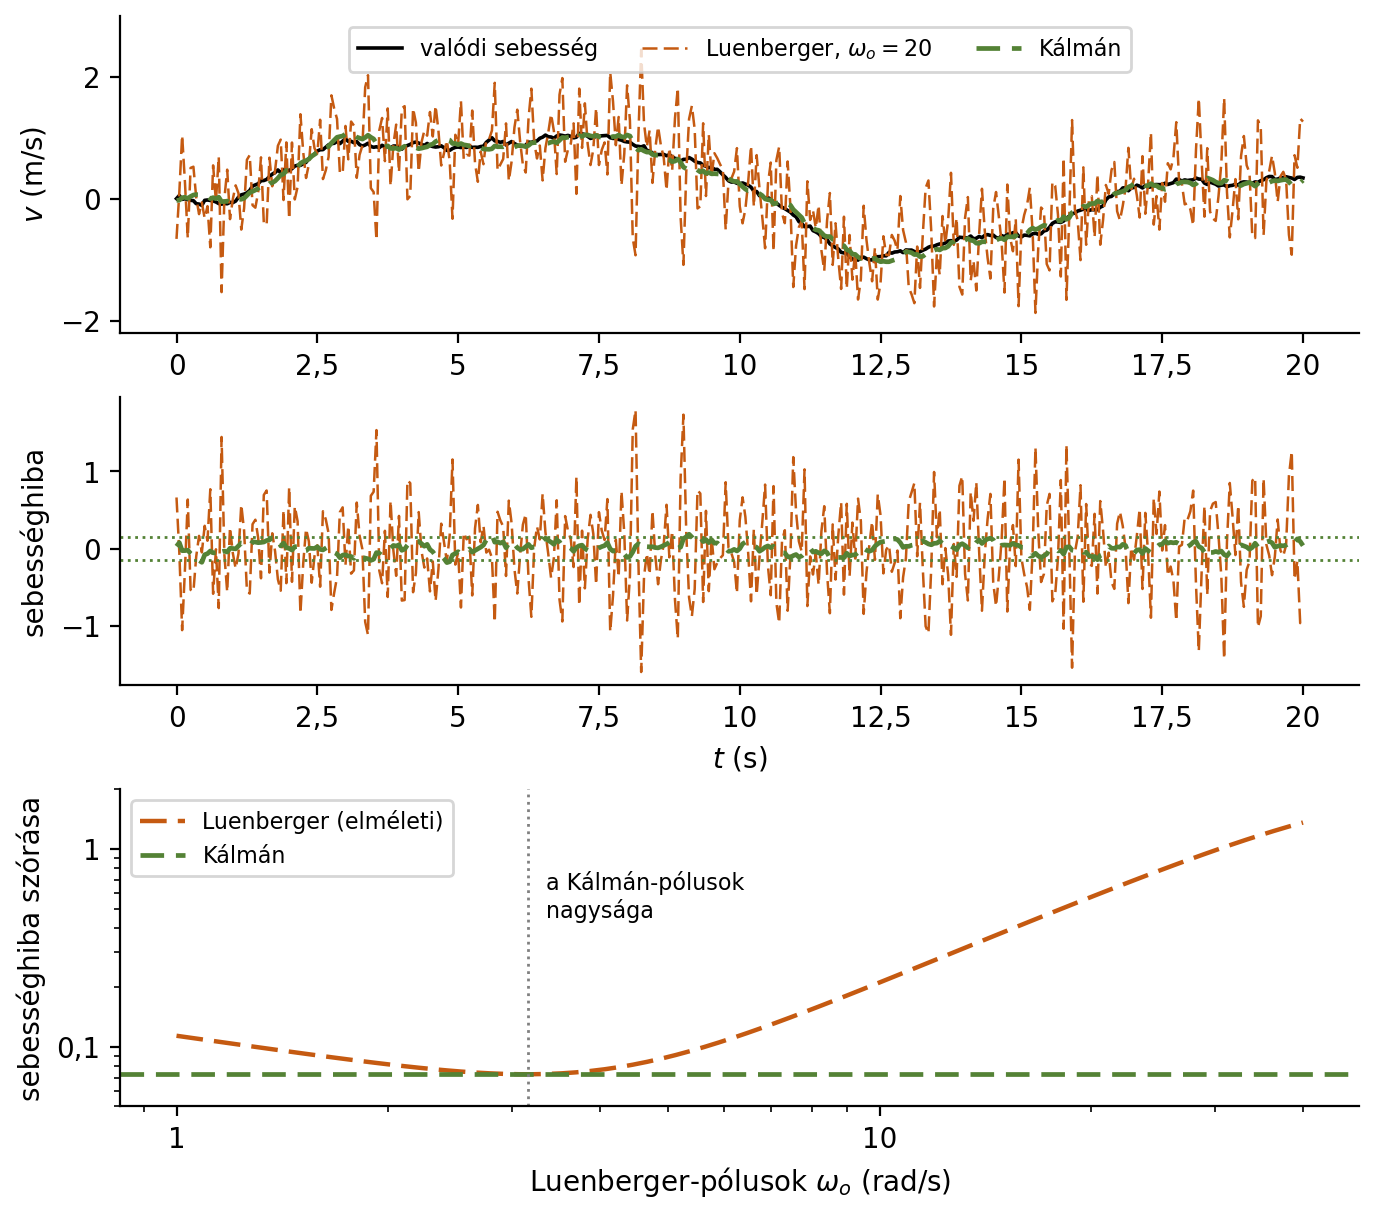 valódi sebesség
Luenberger, ωₒ = 20
Kálmán
v (m/s)
2
0
−2
0 2,5 5 7,5 10 12,5 15 17,5 20
sebességhiba
1
0
−1
0 2,5 5 7,5 10 12,5 15 17,5 20
t (s)
sebességhiba szórása
1
0,1
Luenberger (elméleti)
Kálmán
a Kálmán-pólusok
nagysága
1 10
Luenberger-pólusok ωₒ (rad/s)